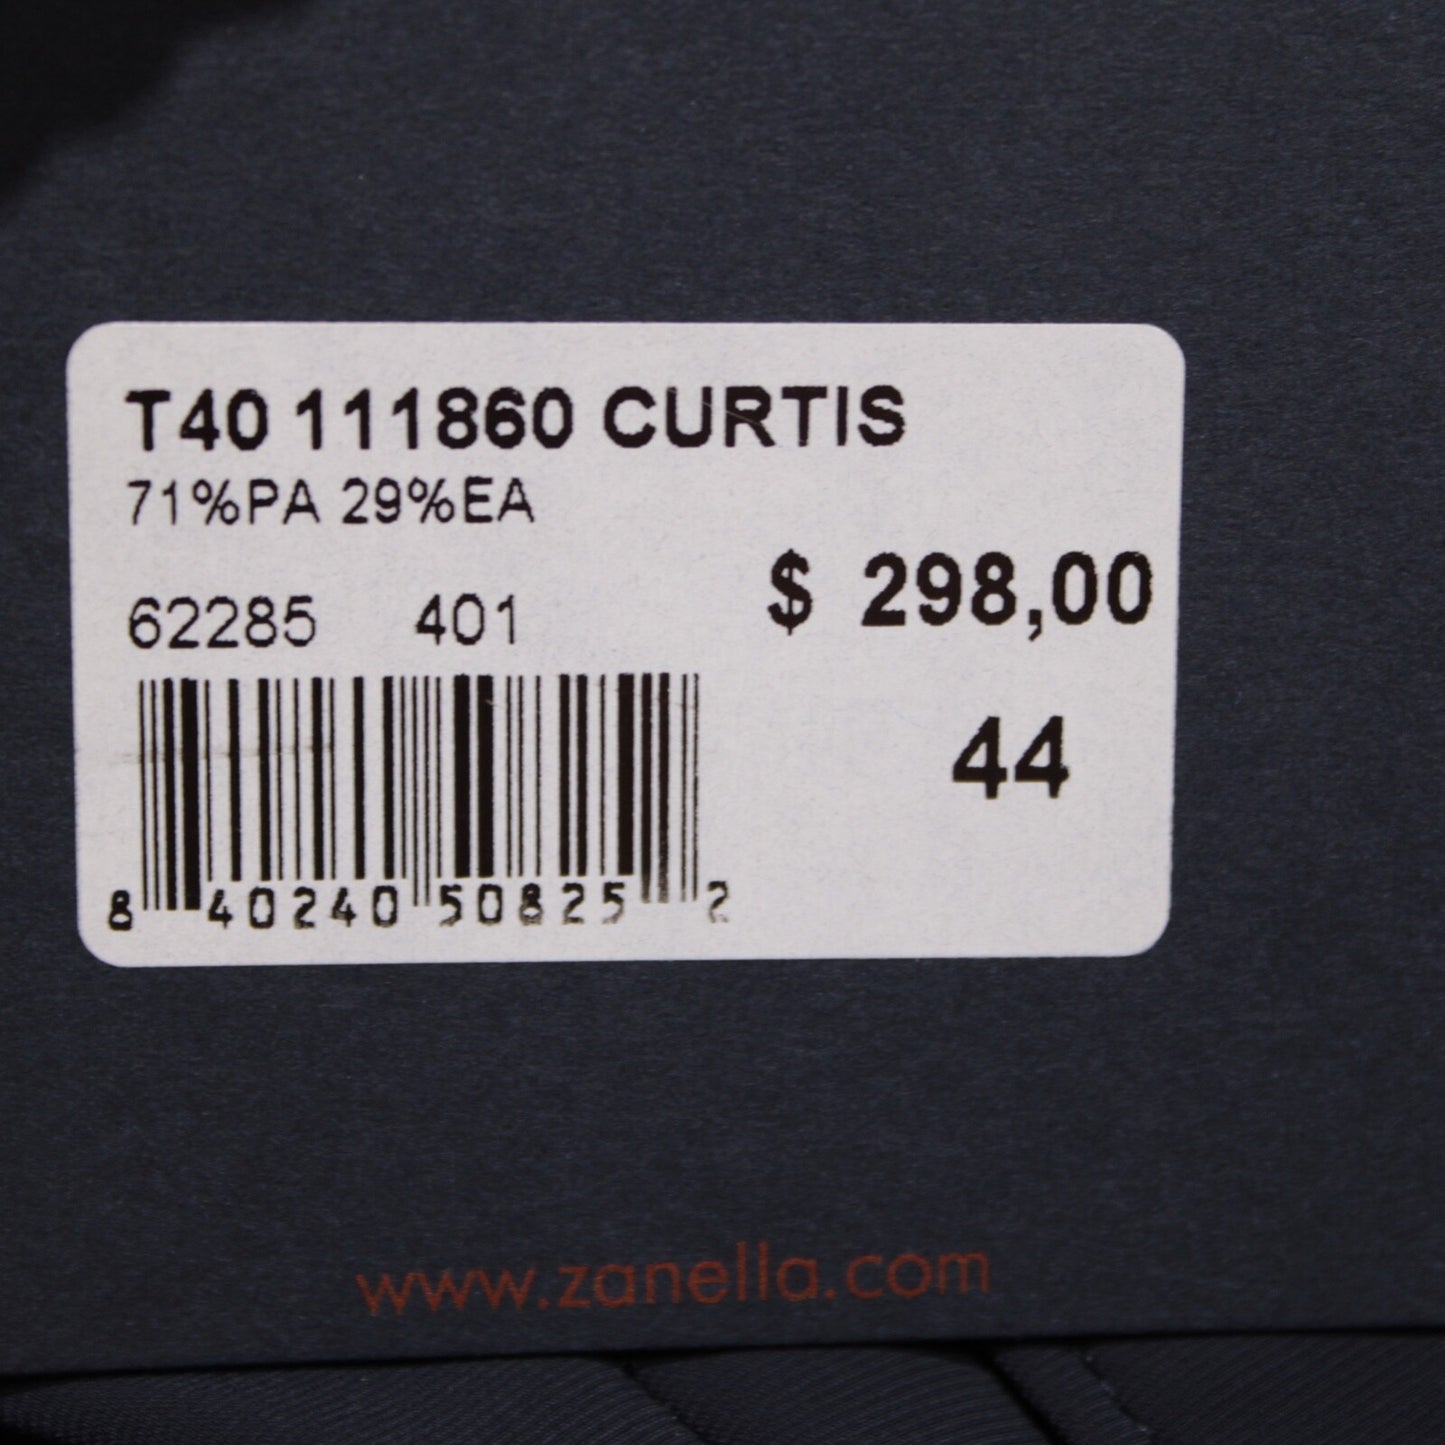 T40 111860 CURTIS
71%PA 29%EA
62285 401
$ 298,00
44
8 40240 50825 2
www.zanella.com